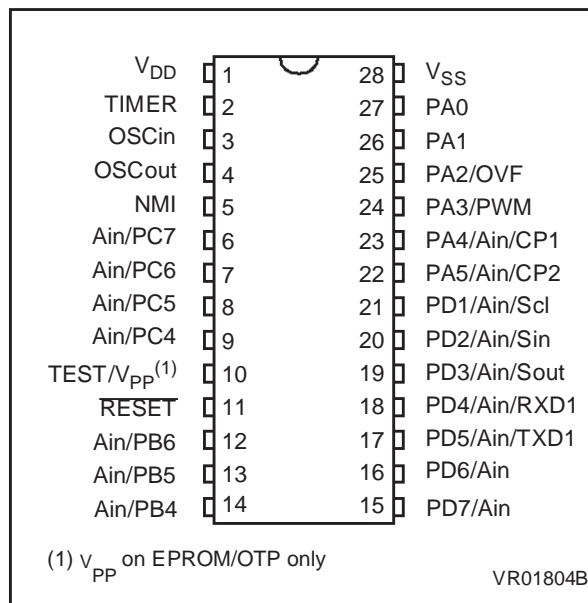 VDD 1 28 VSS
TIMER 2 27 PA0
OSCin 3 26 PA1
OSCout 4 25 PA2/OVF
NMI 5 24 PA3/PWM
Ain/PC7 6 23 PA4/Ain/CP1
Ain/PC6 7 22 PA5/Ain/CP2
Ain/PC5 8 21 PD1/Ain/Scl
Ain/PC4 9 20 PD2/Ain/Sin
TEST/VPP(1) 10 19 PD3/Ain/Sout
RESET 11 18 PD4/Ain/RXD1
Ain/PB6 12 17 PD5/Ain/TXD1
Ain/PB5 13 16 PD6/Ain
Ain/PB4 14 15 PD7/Ain
(1) VPP on EPROM/OTP only
VR01804B